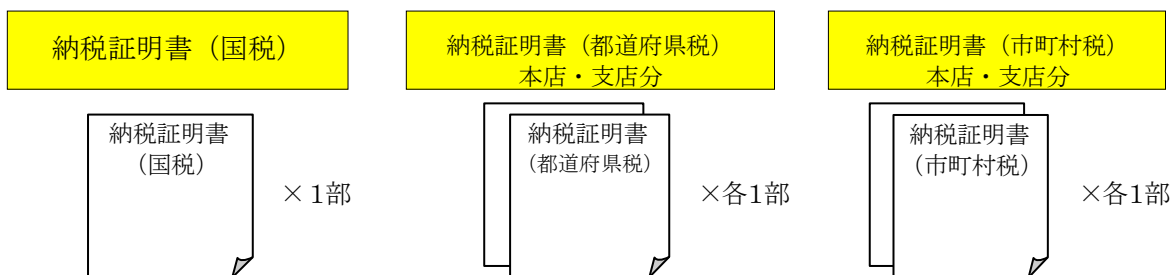 納税証明書（国税）
納税証明書（都道府県税）
本店・支店分
納税証明書（市町村税）
本店・支店分
納税証明書
（国税）
×１部
納税証明書
（都道府県税）
×各1部
納税証明書
（市町村税）
×各1部